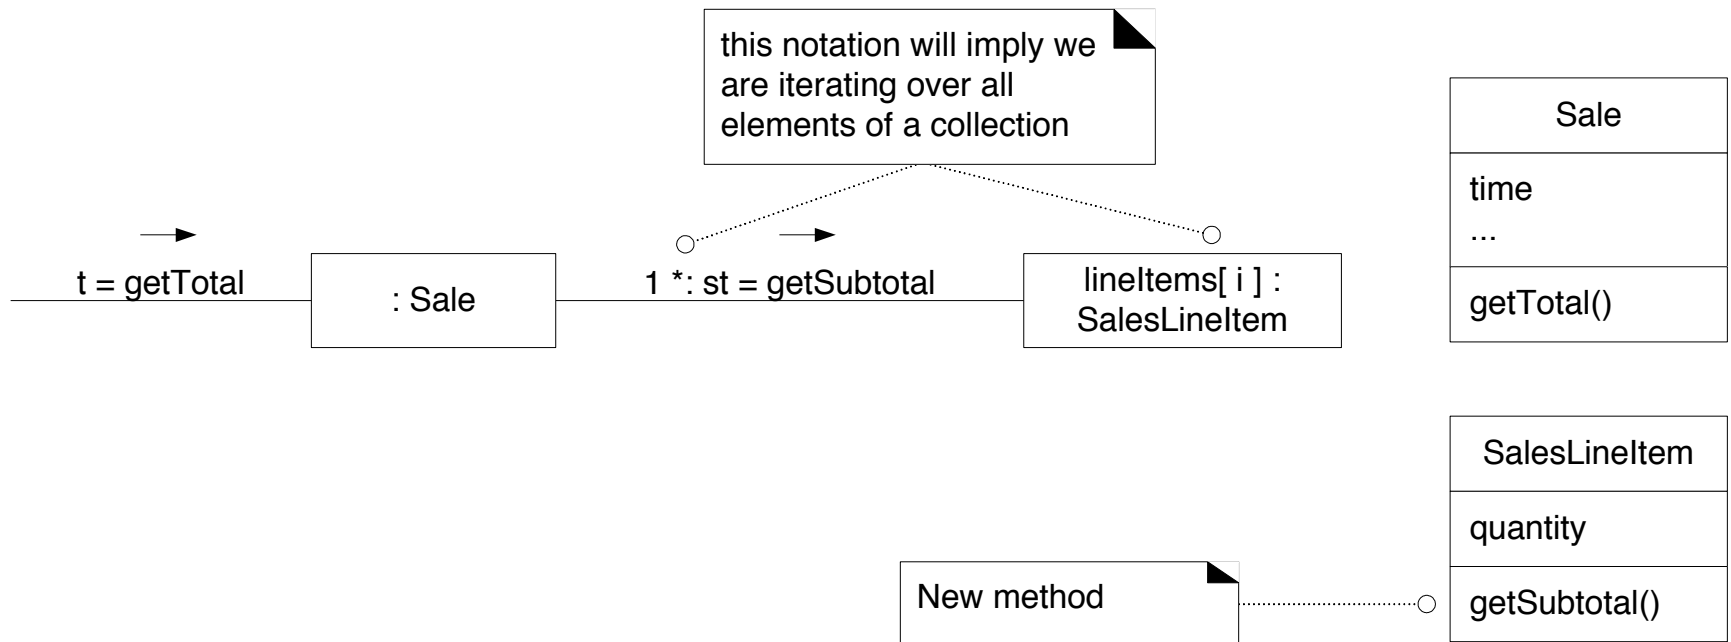 this notation will imply we
are iterating over all
elements of a collection
t = getTotal
: Sale
1 *: st = getSubtotal
lineItems[ i ] :
SalesLineItem
Sale
time
...
getTotal()
SalesLineItem
quantity
getSubtotal()
New method